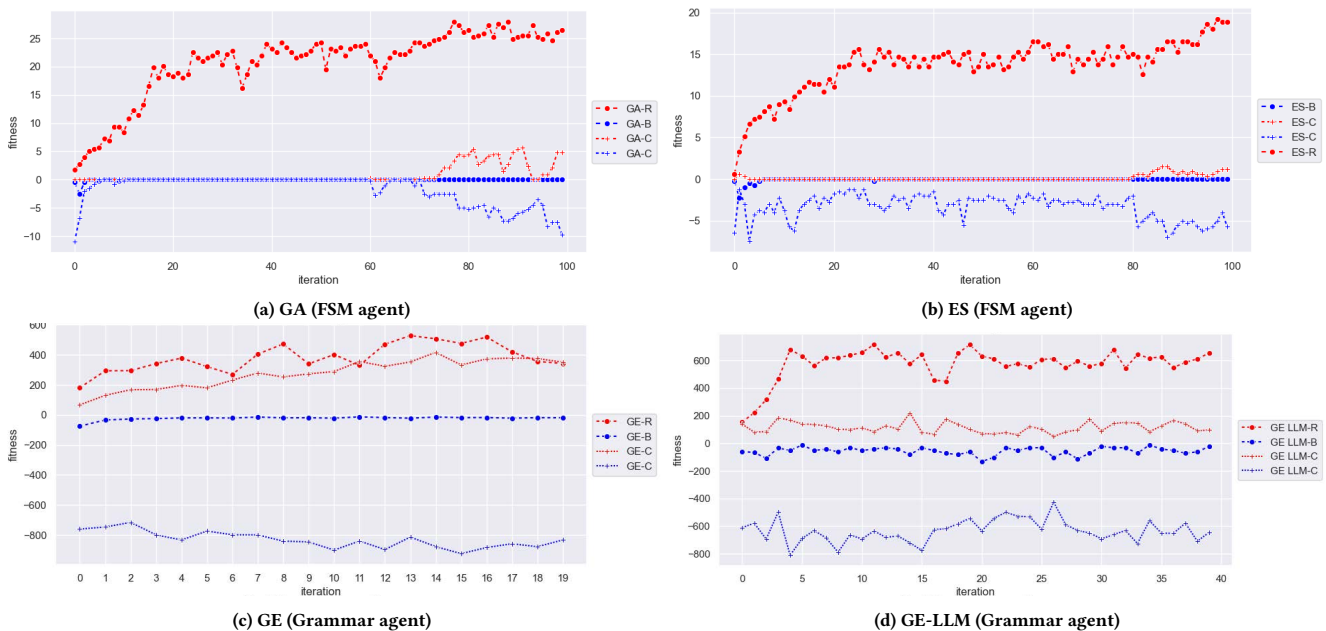 25
20
15
10
5
0
−5
−10
fitness
0
20
40
60
80
100
iteration
GA-R
GA-B
GA-C
GA-C
(a) GA (FSM agent)
20
15
10
5
0
−5
fitness
0
20
40
60
80
100
iteration
ES-B
ES-C
ES-C
ES-R
(b) ES (FSM agent)
600
400
200
0
−200
−400
−600
−800
fitness
0 1 2 3 4 5 6 7 8 9 10 11 12 13 14 15 16 17 18 19
iteration
GE-R
GE-B
GE-C
GE-C
(c) GE (Grammar agent)
600
400
200
0
−200
−400
−600
−800
fitness
0 5 10 15 20 25 30 35 40
iteration
GE LLM-R
GE LLM-B
GE LLM-C
GE LLM-C
(d) GE-LLM (Grammar agent)